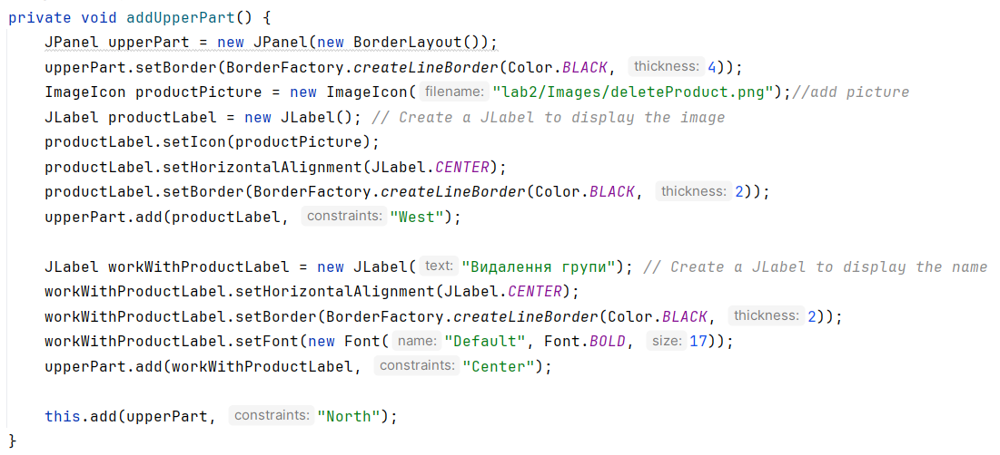 private void addUpperPart() {
    JPanel upperPart = new JPanel(new BorderLayout());
    upperPart.setBorder(BorderFactory.createLineBorder(Color.BLACK, thickness: 4));
    ImageIcon productPicture = new ImageIcon( filename: "lab2/Images/deleteProduct.png");//add picture
    JLabel productLabel = new JLabel(); // Create a JLabel to display the image
    productLabel.setIcon(productPicture);
    productLabel.setHorizontalAlignment(JLabel.CENTER);
    productLabel.setBorder(BorderFactory.createLineBorder(Color.BLACK, thickness: 2));
    upperPart.add(productLabel, constraints: "West");

    JLabel workWithProductLabel = new JLabel( text: "Видалення групи"); // Create a JLabel to display the name
    workWithProductLabel.setHorizontalAlignment(JLabel.CENTER);
    workWithProductLabel.setBorder(BorderFactory.createLineBorder(Color.BLACK, thickness: 2));
    workWithProductLabel.setFont(new Font( name: "Default", Font.BOLD, size: 17));
    upperPart.add(workWithProductLabel, constraints: "Center");

    this.add(upperPart, constraints: "North");
}